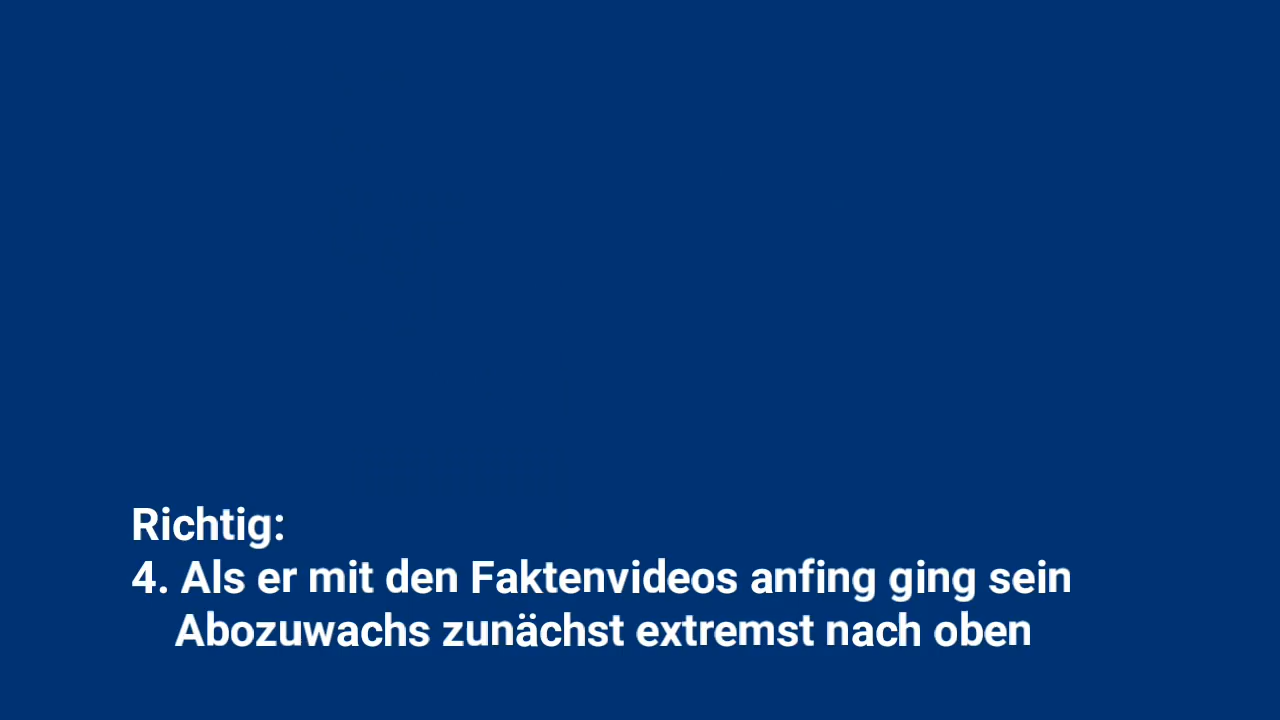 Richtig:
4. Als er mit den Faktenvideos anfing ging sein
Abozuwachs zunächst extremst nach oben